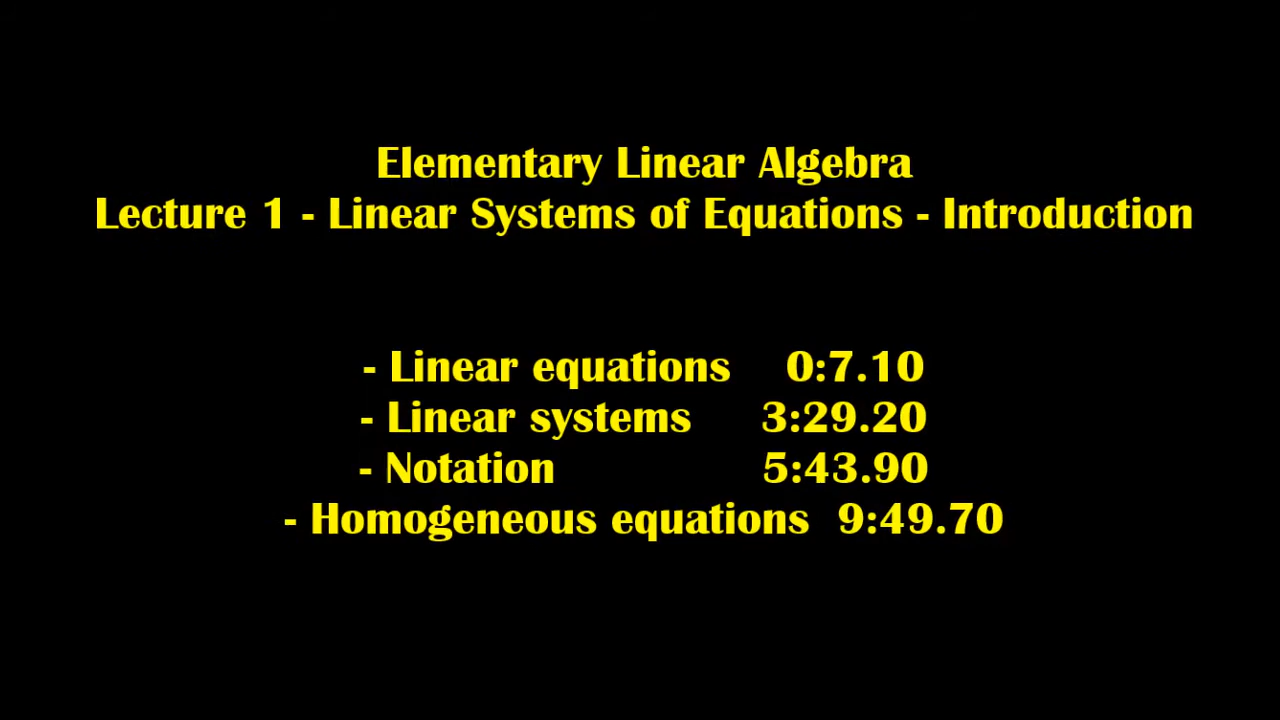 Elementary Linear Algebra
Lecture 1 - Linear Systems of Equations - Introduction
- Linear equations 0:7.10
- Linear systems 3:29.20
- Notation 5:43.90
- Homogeneous equations 9:49.70